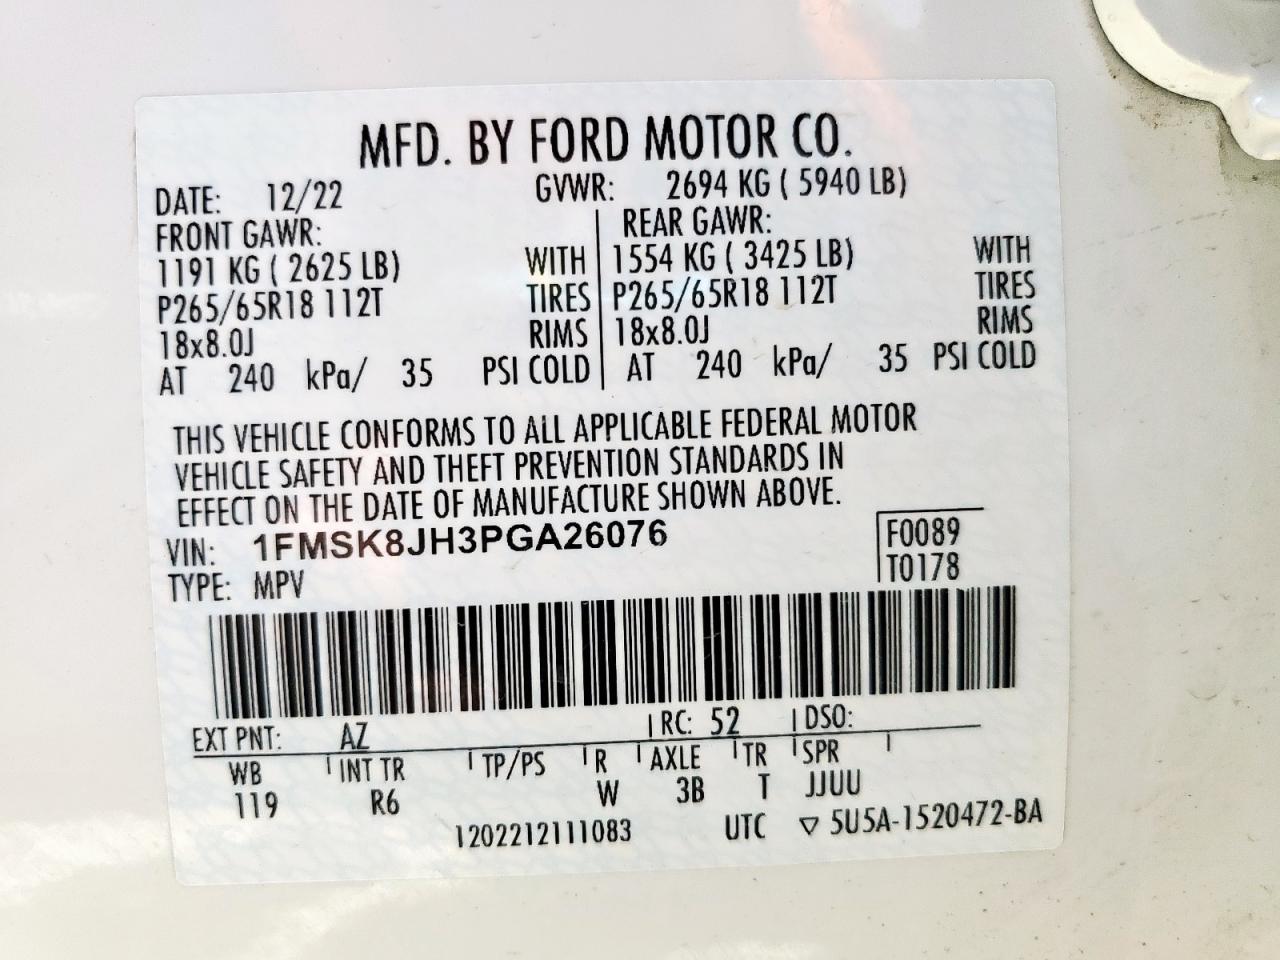 MFD. BY FORD MOTOR CO.
DATE: 12/22 GVWR: 2694 KG ( 5940 LB)
FRONT GAWR: REAR GAWR:
1191 KG ( 2625 LB) WITH 1554 KG ( 3425 LB) WITH
P265/65R18 112T TIRES P265/65R18 112T TIRES
18x8.0J RIMS 18x8.0J RIMS
AT 240 kPa/ 35 PSI COLD AT 240 kPa/ 35 PSI COLD
THIS VEHICLE CONFORMS TO ALL APPLICABLE FEDERAL MOTOR
VEHICLE SAFETY AND THEFT PREVENTION STANDARDS IN
EFFECT ON THE DATE OF MANUFACTURE SHOWN ABOVE.
VIN: 1FMSK8JH3PGA26076 F0089
TYPE: MPV T0178
EXT PNT: AZ RC: 52 DSO:
WB INT TR TP/PS R AXLE TR SPR
119 R6 W 3B T JJUU
1202212111083 UTC ▽ 5U5A-1520472-BA